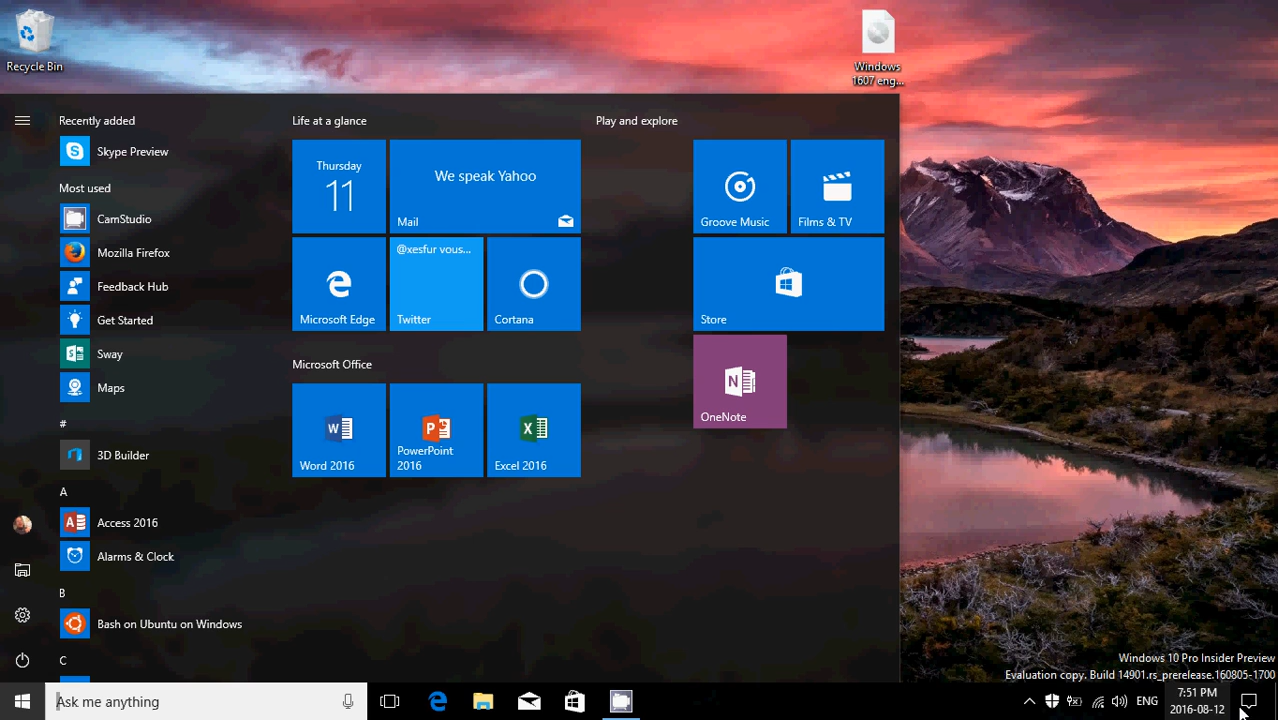 Recycle Bin
Windows
1607 eng...
Recently added
Skype Preview
Most used
CamStudio
Mozilla Firefox
Feedback Hub
Get Started
Sway
Maps
#
3D Builder
A
Access 2016
Alarms & Clock
B
Bash on Ubuntu on Windows
C
Life at a glance
Thursday
11
We speak Yahoo
Mail
Microsoft Edge
@xesfur vous...
Twitter
Cortana
Microsoft Office
Word 2016
PowerPoint
2016
Excel 2016
Play and explore
Groove Music
Films & TV
Store
OneNote
Windows 10 Pro Insider Preview
Evaluation copy. Build 14901.rs_prerelease.160805-1700
Ask me anything
ENG
7:51 PM
2016-08-12